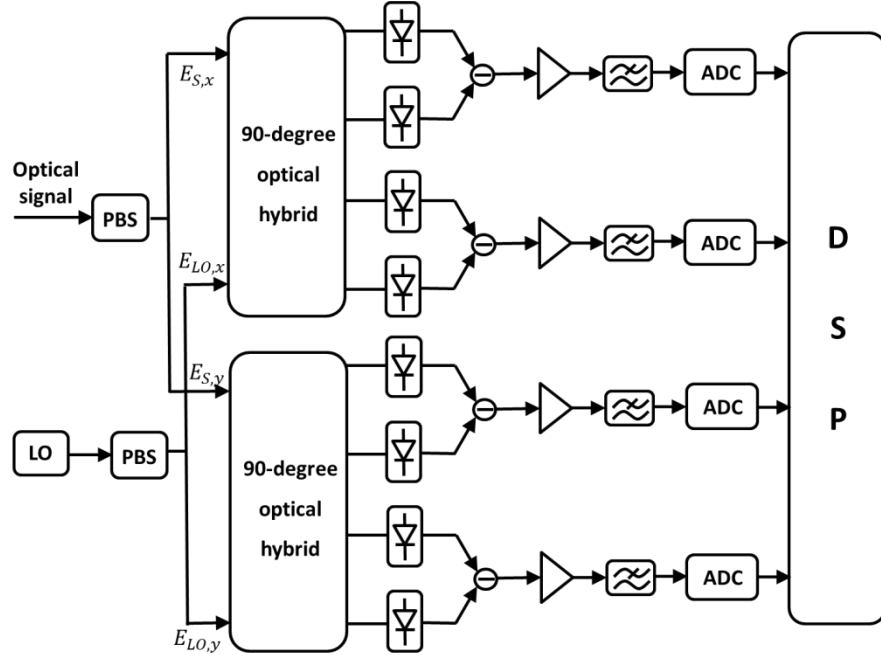 Optical
signal
PBS
E_{S,x}
E_{LO,x}
90-degree
optical
hybrid
ADC
ADC
LO
PBS
E_{S,y}
E_{LO,y}
90-degree
optical
hybrid
ADC
ADC
D
S
P